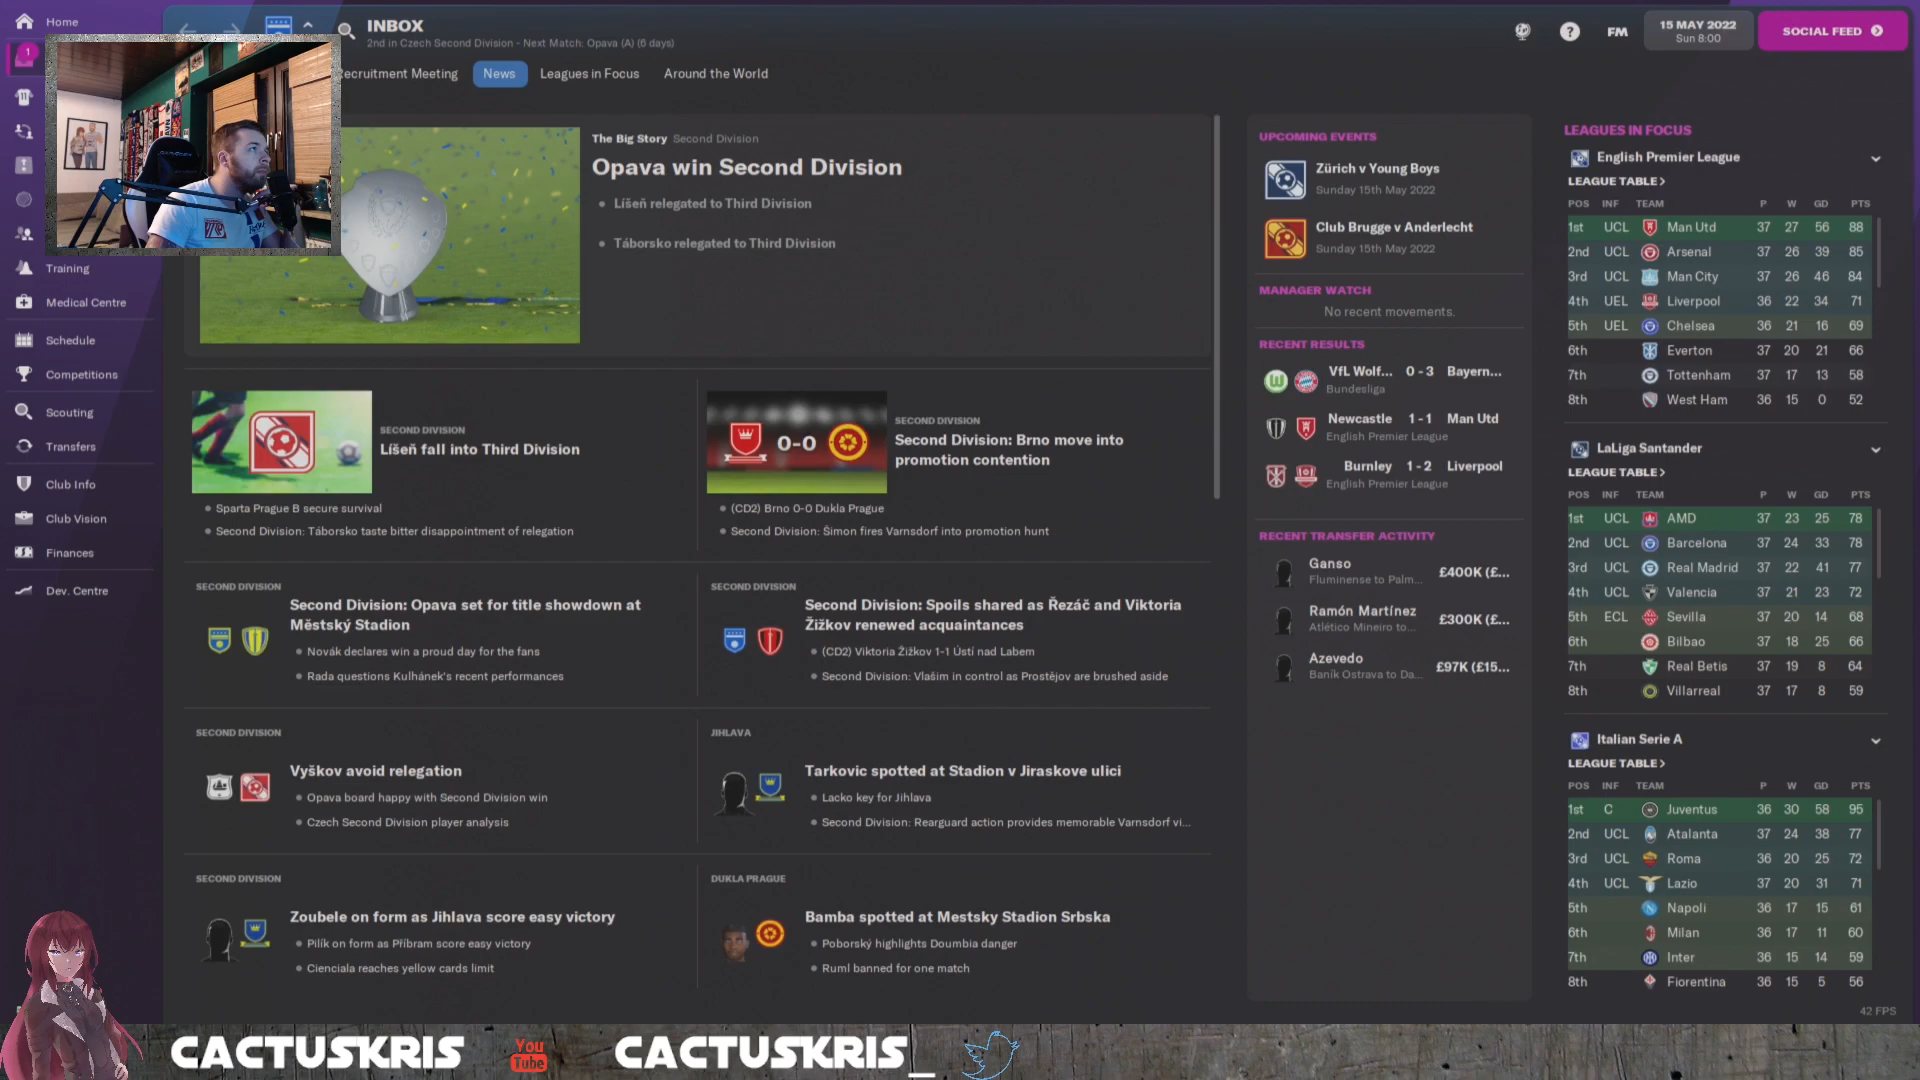 Home
1
INBOX
2nd in Czech Second Division - Next Match: Opava (A) (6 days)
FM
15 MAY 2022
Sun 8:00
SOCIAL FEED
ecruitment Meeting
News
Leagues in Focus
Around the World
Training
Medical Centre
Schedule
Competitions
Scouting
Transfers
Club Info
Club Vision
Finances
Dev. Centre
The Big Story Second Division
Opava win Second Division
Líšeň relegated to Third Division
Táborsko relegated to Third Division
SECOND DIVISION
Líšeň fall into Third Division
Sparta Prague B secure survival
Second Division: Táborsko taste bitter disappointment of relegation
0-0
SECOND DIVISION
Second Division: Brno move into
promotion contention
(CD2) Brno 0-0 Dukla Prague
Second Division: Šimon fires Varnsdorf into promotion hunt
SECOND DIVISION
Second Division: Opava set for title showdown at
Městský Stadion
Novák declares win a proud day for the fans
Rada questions Kulhánek's recent performances
SECOND DIVISION
Second Division: Spoils shared as Řezáč and Viktoria
Žižkov renewed acquaintances
(CD2) Viktoria Žižkov 1-1 Ústí nad Labem
Second Division: Vlašim in control as Prostějov are brushed aside
SECOND DIVISION
Vyškov avoid relegation
Opava board happy with Second Division win
Czech Second Division player analysis
JIHLAVA
Tarkovic spotted at Stadion v Jiraskove ulici
Lacko key for Jihlava
Second Division: Rearguard action provides memorable Varnsdorf vi...
SECOND DIVISION
Zoubele on form as Jihlava score easy victory
Pilík on form as Příbram score easy victory
Cienciala reaches yellow cards limit
DUKLA PRAGUE
Bamba spotted at Mestsky Stadion Srbska
Poborský highlights Doumbia danger
Ruml banned for one match
UPCOMING EVENTS
Zürich v Young Boys
Sunday 15th May 2022
Club Brugge v Anderlecht
Sunday 15th May 2022
MANAGER WATCH
No recent movements.
RECENT RESULTS
VfL Wolf... 0 - 3 Bayern...
Bundesliga
Newcastle 1 - 1 Man Utd
English Premier League
Burnley 1 - 2 Liverpool
English Premier League
RECENT TRANSFER ACTIVITY
Ganso
Fluminense to Palm...
£400K (£...
Ramón Martínez
Atlético Mineiro to...
£300K (£...
Azevedo
Baník Ostrava to Da...
£97K (£15...
LEAGUES IN FOCUS
English Premier League
LEAGUE TABLE >
POS INF TEAM P W GD PTS
1st UCL Man Utd 37 27 56 88
2nd UCL Arsenal 37 26 39 85
3rd UCL Man City 37 26 46 84
4th UEL Liverpool 36 22 34 71
5th UEL Chelsea 36 21 16 69
6th Everton 37 20 21 66
7th Tottenham 37 17 13 58
8th West Ham 36 15 0 52
LaLiga Santander
LEAGUE TABLE >
POS INF TEAM P W GD PTS
1st UCL AMD 37 23 25 78
2nd UCL Barcelona 37 24 33 78
3rd UCL Real Madrid 37 22 41 77
4th UCL Valencia 37 21 23 72
5th ECL Sevilla 37 20 14 68
6th Bilbao 37 18 25 66
7th Real Betis 37 19 8 64
8th Villarreal 37 17 8 59
Italian Serie A
LEAGUE TABLE >
POS INF TEAM P W GD PTS
1st C Juventus 36 30 58 95
2nd UCL Atalanta 37 24 38 77
3rd UCL Roma 36 20 25 72
4th UCL Lazio 37 20 31 71
5th Napoli 36 17 15 61
6th Milan 36 17 11 60
7th Inter 36 15 14 59
8th Fiorentina 36 15 5 56
42 FPS
CACTUSKRIS
You
Tube
CACTUSKRIS_